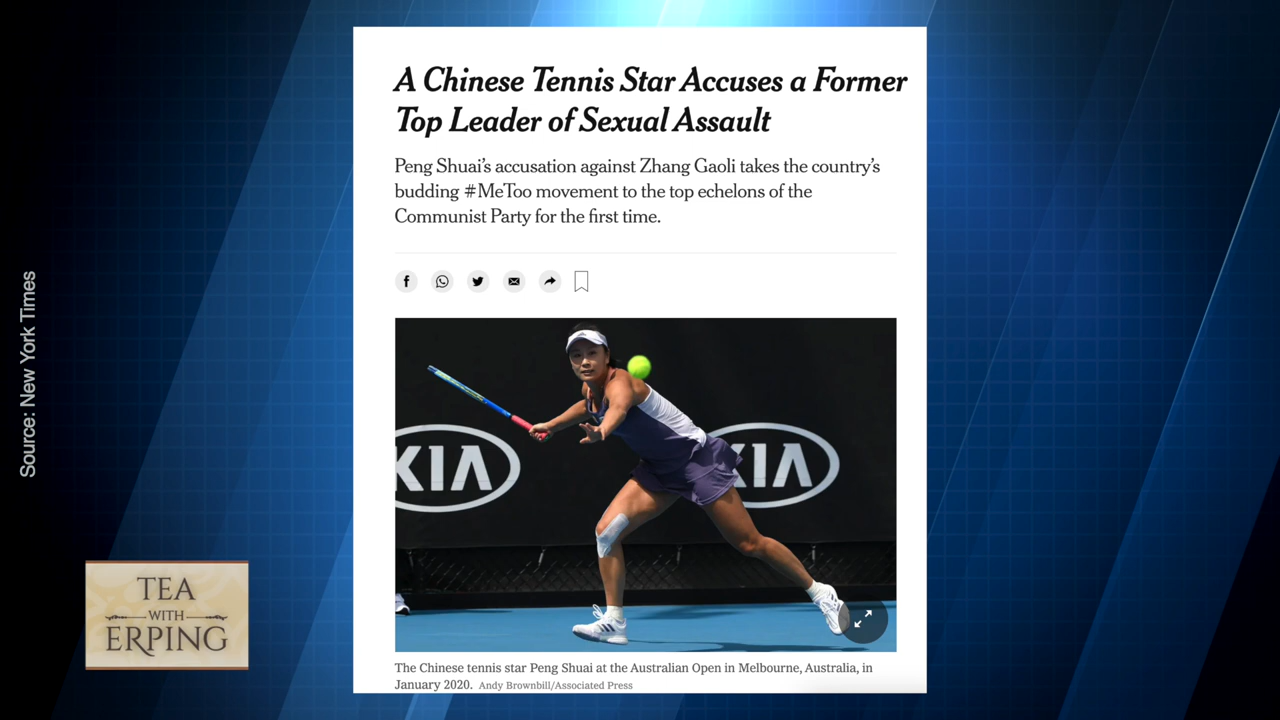 A Chinese Tennis Star Accuses a Former
Top Leader of Sexual Assault
Peng Shuai's accusation against Zhang Gaoli takes the country's
budding #MeToo movement to the top echelons of the
Communist Party for the first time.
KIA
KIA
The Chinese tennis star Peng Shuai at the Australian Open in Melbourne, Australia, in
January 2020. Andy Brownbill/Associated Press
Source: New York Times
TEA
WITH
ERPING